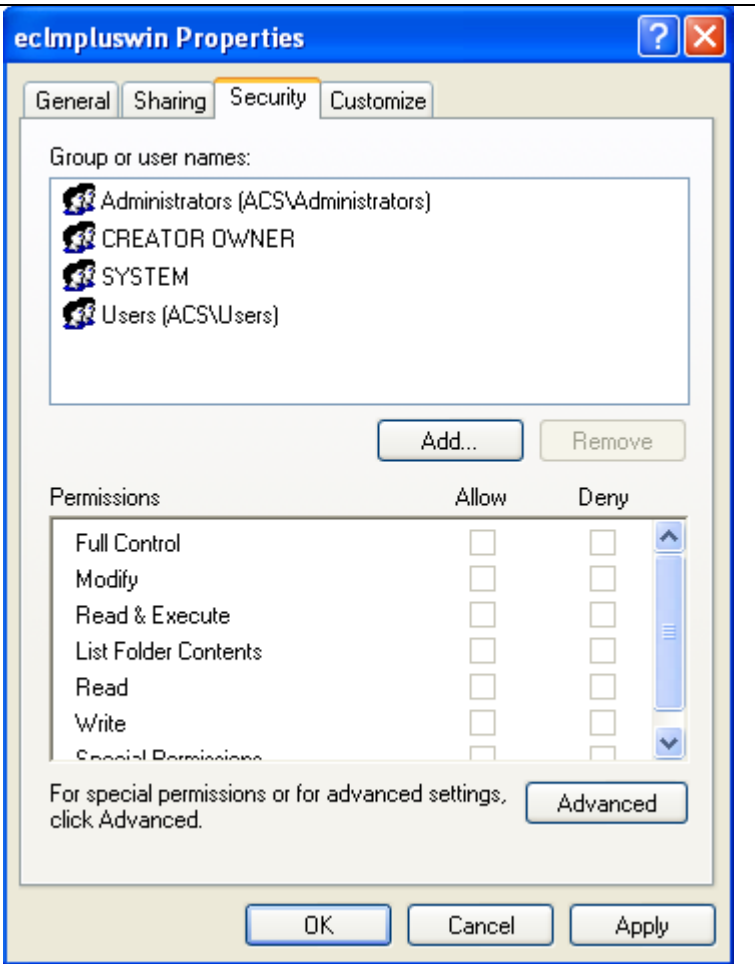 eclmpluswin Properties
General Sharing Security Customize
Group or user names:
Administrators (ACS\Administrators)
CREATOR OWNER
SYSTEM
Users (ACS\Users)
Add... Remove
Permissions Allow Deny
Full Control
Modify
Read & Execute
List Folder Contents
Read
Write
Special Permissions
For special permissions or for advanced settings, Advanced
click Advanced.
OK Cancel Apply